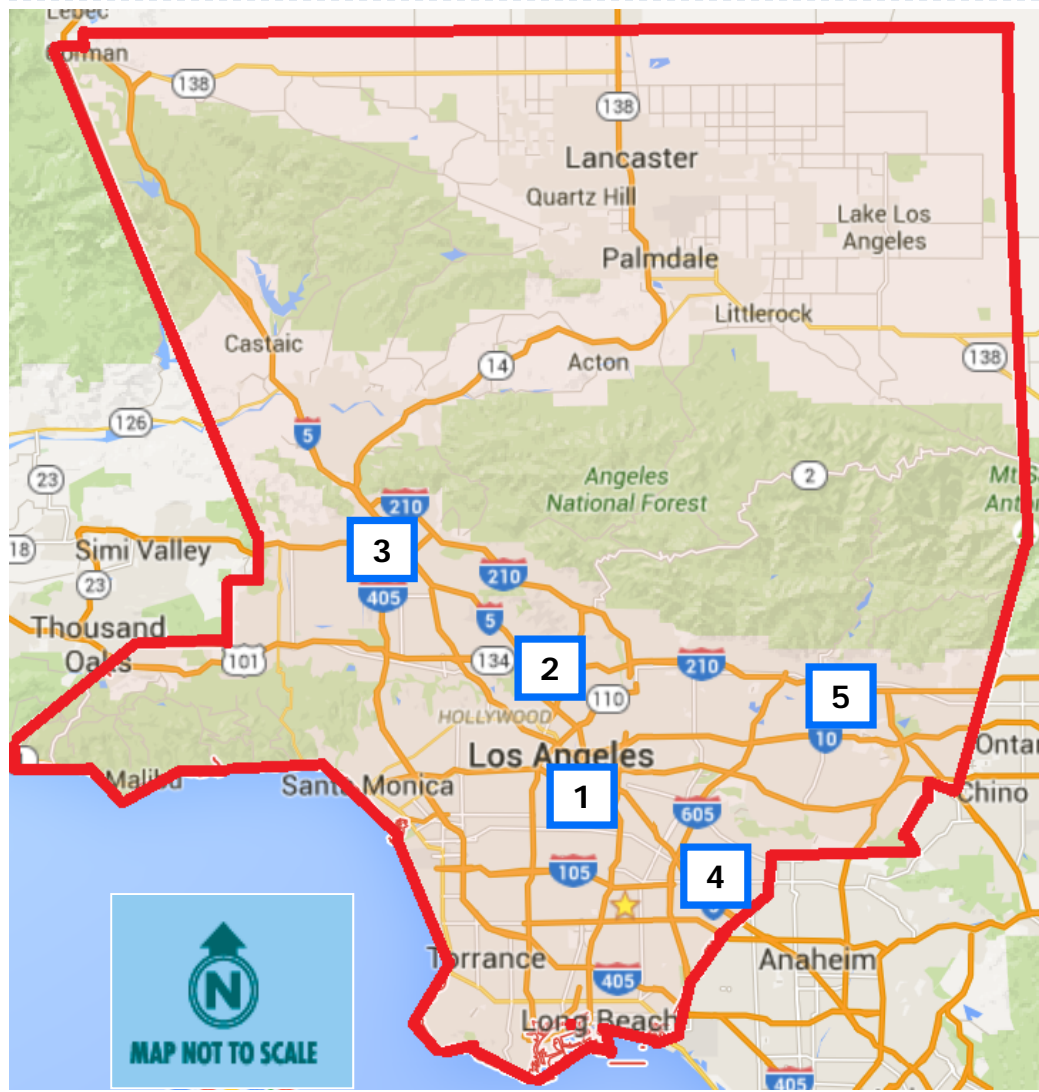 Lebec
Gorman
138
138
Lancaster
Quartz Hill
Lake Los
Angeles
Palmdale
Littlerock
Castaic
14
Acton
138
126
5
23
Angeles
National Forest
2
210
18
Simi Valley
3
23
405
210
5
Thousand
Oaks
101
134
2
210
110
5
HOLLYWOOD
10
Los Angeles
Malibu
Santa Monica
1
605
Chino
105
4
Torrance
Anaheim
405
N
Long Beach
MAP NOT TO SCALE
405